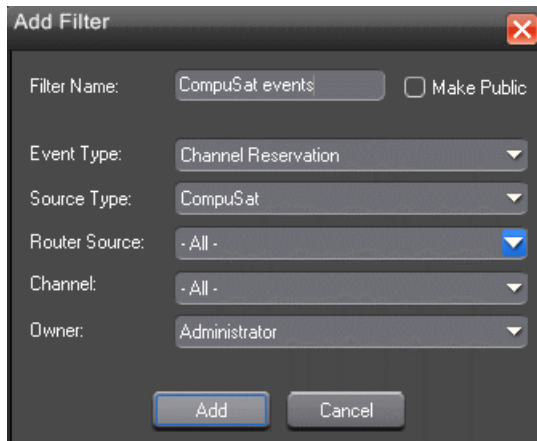 Add Filter
Filter Name: CompuSat events Make Public
Event Type: Channel Reservation
Source Type: CompuSat
Router Source: - All -
Channel: - All -
Owner: Administrator
Add Cancel